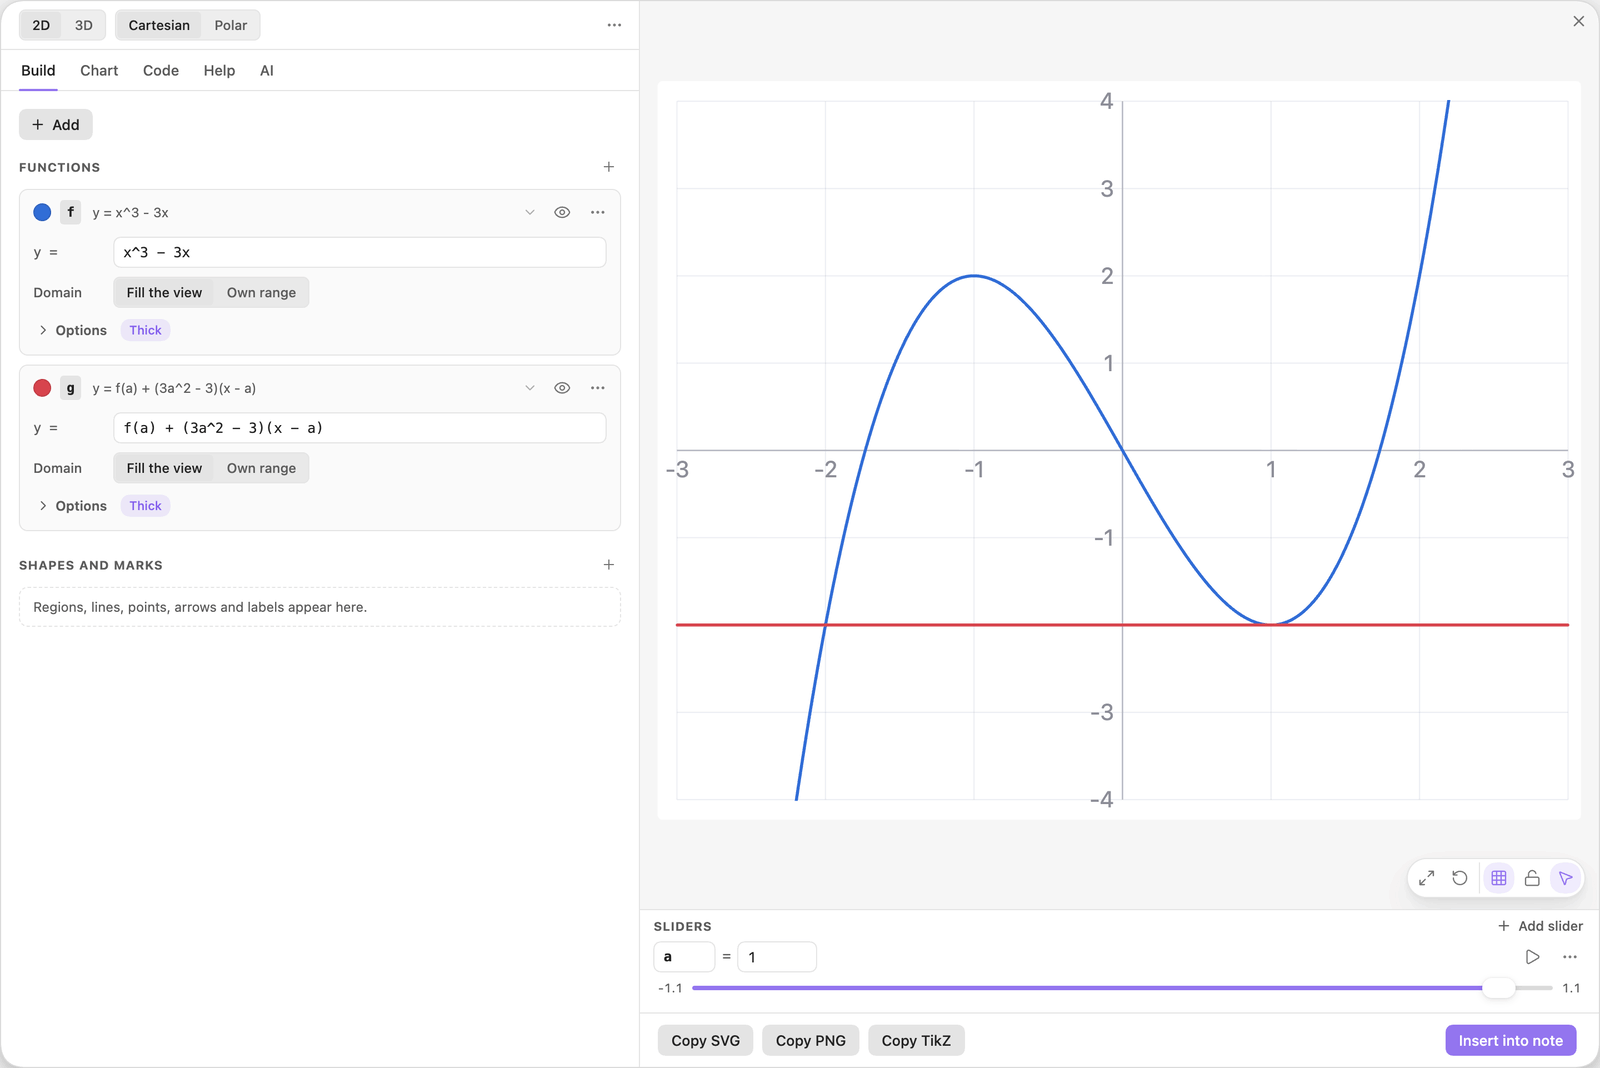 2D 3D Cartesian Polar
Build Chart Code Help AI
+ Add
FUNCTIONS
f y = x^3 - 3x
y = x^3 − 3x
Domain Fill the view Own range
Options Thick
g y = f(a) + (3a^2 - 3)(x - a)
y = f(a) + (3a^2 − 3)(x − a)
Domain Fill the view Own range
Options Thick
SHAPES AND MARKS
Regions, lines, points, arrows and labels appear here.
4
3
2
1
-3 -2 -1 1 2 3
-1
-3
-4
SLIDERS + Add slider
a = 1
-1.1 1.1
Copy SVG Copy PNG Copy TikZ Insert into note